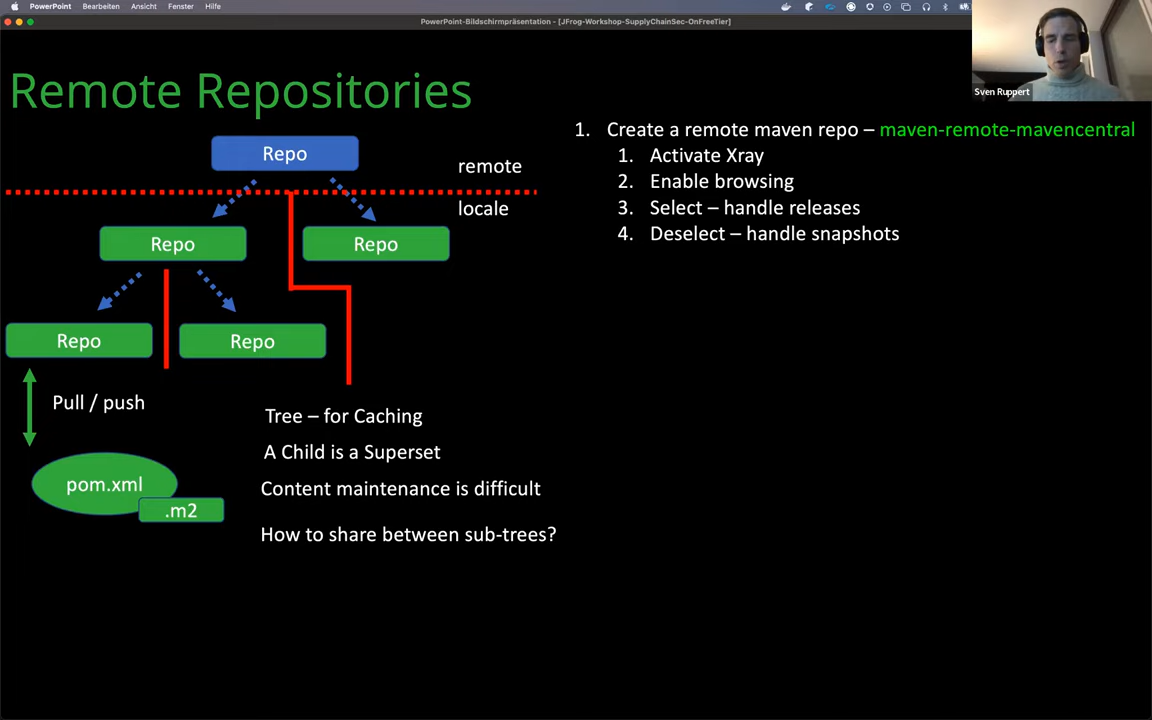 PowerPoint Bearbeiten Ansicht Fenster Hilfe
PowerPoint-Bildschirmpräsentation - [JFrog-Workshop-SupplyChainSec-OnFreeTier]
Sven Ruppert
Remote Repositories
Repo
remote
locale
Repo
Repo
Repo
Repo
Pull / push
pom.xml
.m2
Tree – for Caching
A Child is a Superset
Content maintenance is difficult
How to share between sub-trees?
1. Create a remote maven repo – maven-remote-mavencentral
1. Activate Xray
2. Enable browsing
3. Select – handle releases
4. Deselect – handle snapshots